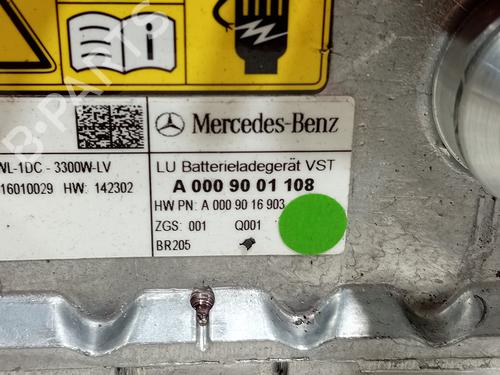 Mercedes-Benz
WL-1DC - 3300W-LV
16010029 HW: 142302
LU Batterieladegerät VST
A 000 90 01 108
HW PN: A 000 90 16 903
ZGS: 001 Q001
BR205
B-PARTS